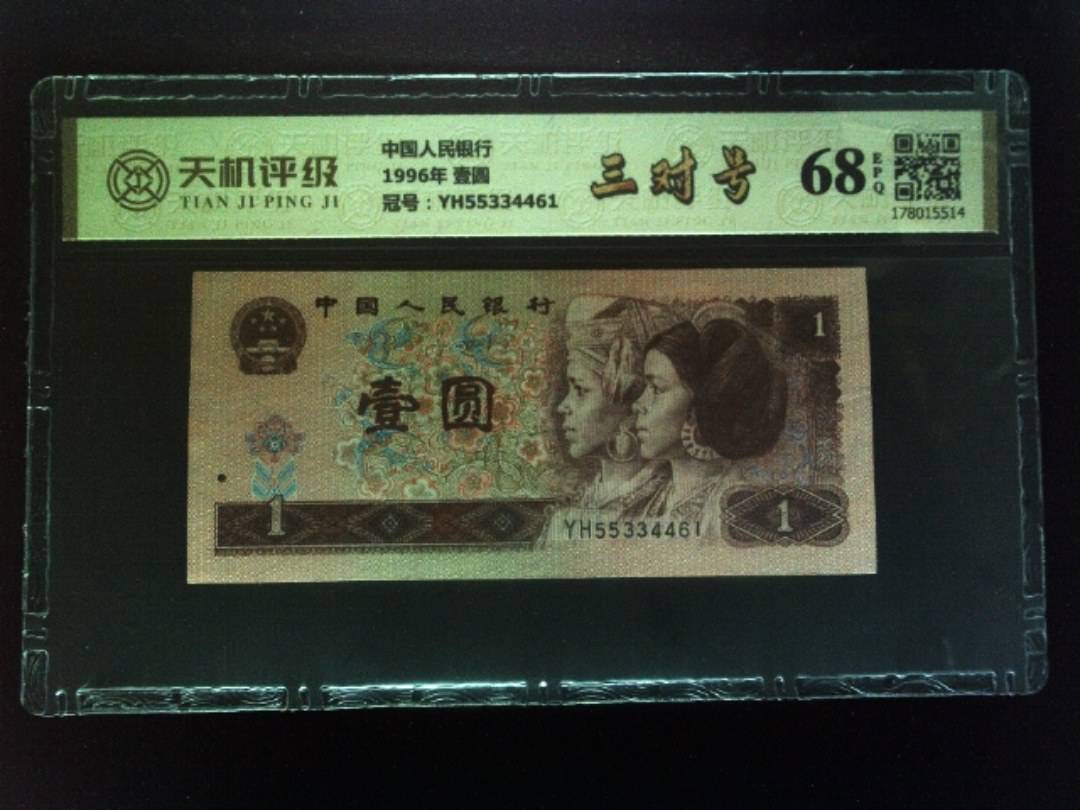 天机评级
TIAN JI PING JI
中国人民银行
1996年 壹圆
冠号：YH55334461
三对号
68
EPQ
178015514
中国人民银行
壹圆
1
1
YH55334461
1